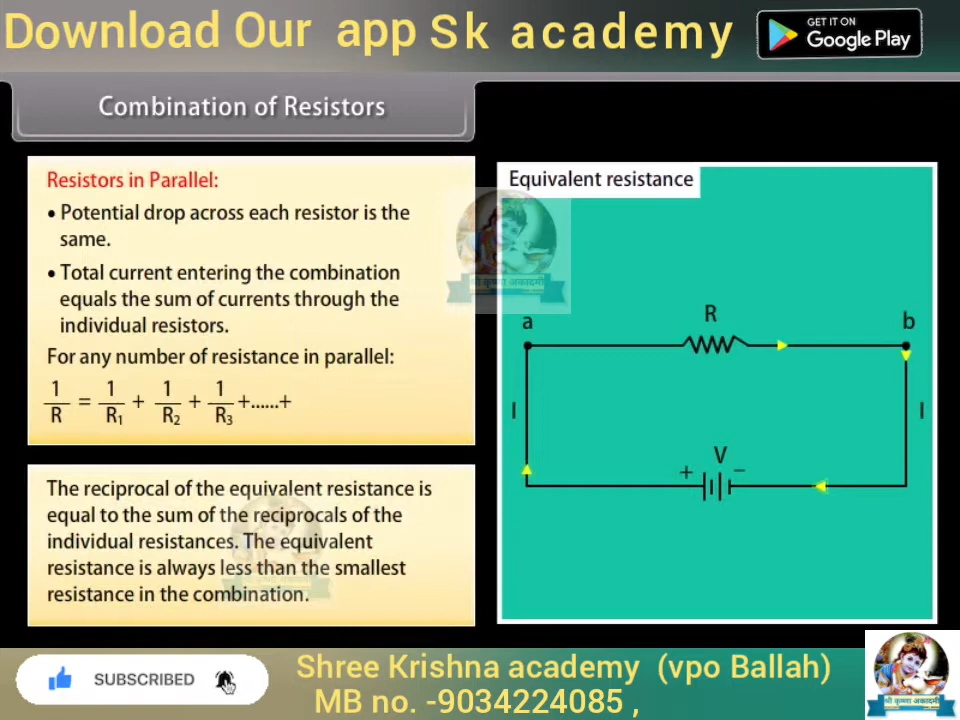 Download Our app Sk academy
GET IT ON
Google Play
Combination of Resistors
Resistors in Parallel:
• Potential drop across each resistor is the
same.
• Total current entering the combination
equals the sum of currents through the
individual resistors.
For any number of resistance in parallel:
1/R = 1/R₁ + 1/R₂ + 1/R₃ +......+
The reciprocal of the equivalent resistance is
equal to the sum of the reciprocals of the
individual resistances. The equivalent
resistance is always less than the smallest
resistance in the combination.
Equivalent resistance
श्री कृष्णा अकादमी
R
a
b
I
I
V
+
−
SUBSCRIBED
Shree Krishna academy (vpo Ballah)
MB no. -9034224085 ,
श्री कृष्णा अकादमी